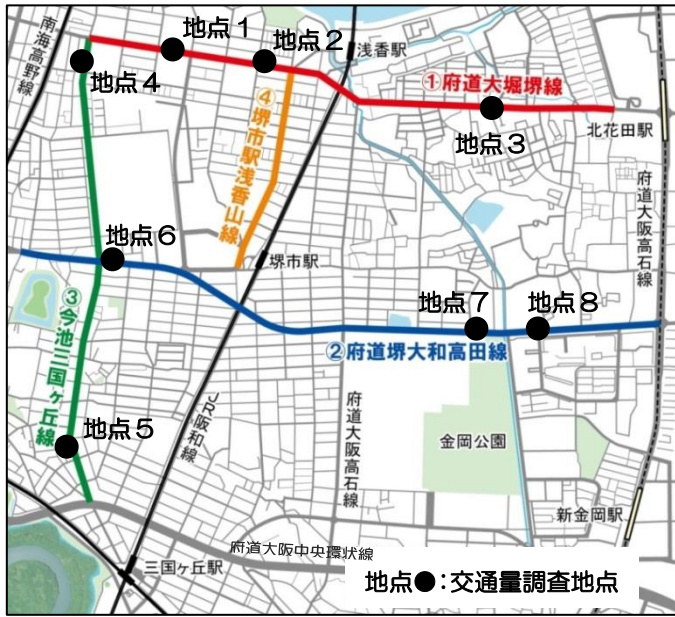 南海高野線
地点1
地点2
浅香駅
地点4
①府道大堀堺線
地点3
北花田駅
④堺市駅浅香山線
府道大阪高石線
地点6
堺市駅
③今池三国ヶ丘線
地点7
地点8
②府道堺大和高田線
地点5
JR阪和線
府道大阪高石線
金岡公園
新金岡駅
府道大阪中央環状線
三国ヶ丘駅
地点●:交通量調査地点